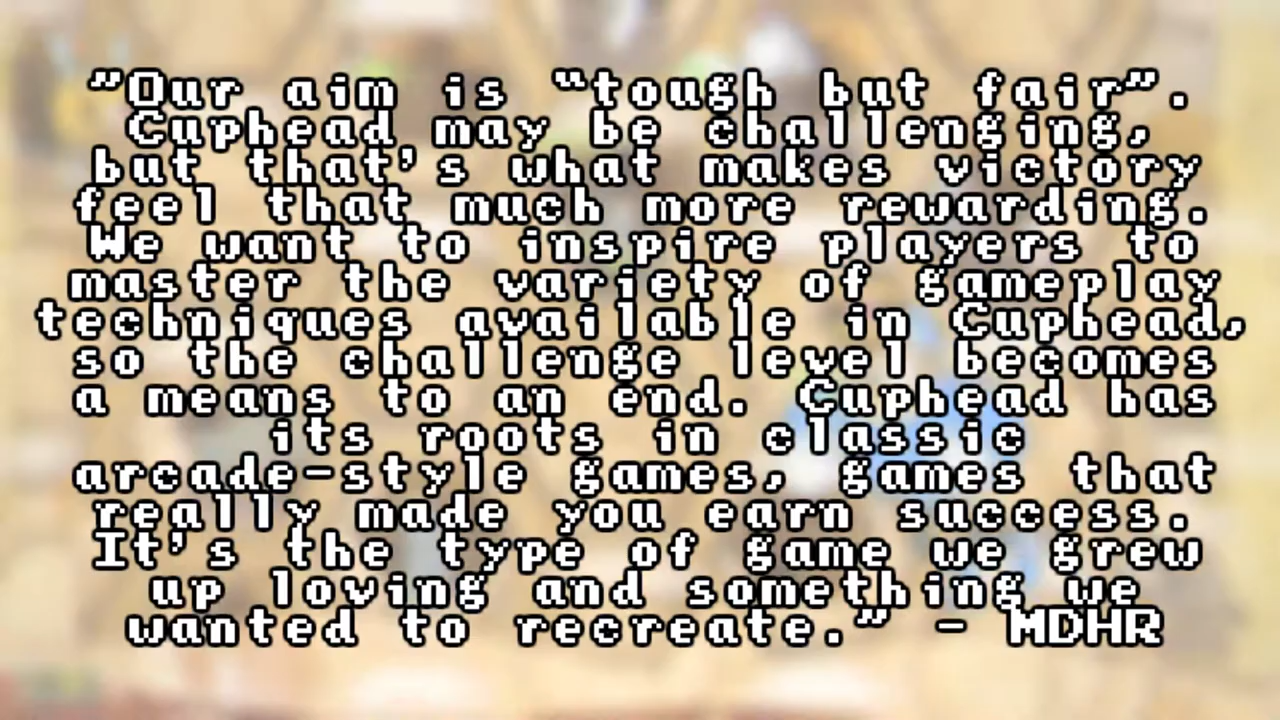 "Our aim is “tough but fair”.
Cuphead may be challenging,
but that's what makes victory
feel that much more rewarding.
We want to inspire players to
master the variety of gameplay
techniques available in Cuphead,
so the challenge level becomes
a means to an end. Cuphead has
its roots in classic
arcade-style games, games that
really made you earn success.
It's the type of game we grew
up loving and something we
wanted to recreate.” - MDHR